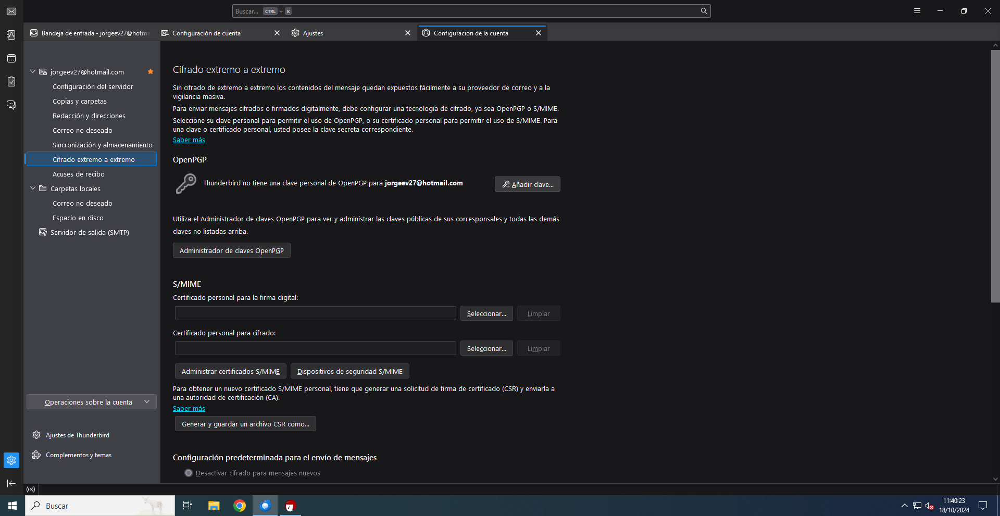 Buscar... CTRL + K
Bandeja de entrada - jorgeev27@hotma
Configuración de cuenta
Ajustes
Configuración de la cuenta
jorgeev27@hotmail.com
Configuración del servidor
Copias y carpetas
Redacción y direcciones
Correo no deseado
Sincronización y almacenamiento
Cifrado extremo a extremo
Acuses de recibo
Carpetas locales
Correo no deseado
Espacio en disco
Servidor de salida (SMTP)
Operaciones sobre la cuenta
Ajustes de Thunderbird
Complementos y temas
Cifrado extremo a extremo
Sin cifrado de extremo a extremo los contenidos del mensaje quedan expuestos fácilmente a su proveedor de correo y a la
vigilancia masiva.
Para enviar mensajes cifrados o firmados digitalmente, debe configurar una tecnología de cifrado, ya sea OpenPGP o S/MIME.
Seleccione su clave personal para permitir el uso de OpenPGP, o su certificado personal para permitir el uso de S/MIME. Para
una clave o certificado personal, usted posee la clave secreta correspondiente.
Saber más
OpenPGP
Thunderbird no tiene una clave personal de OpenPGP para jorgeev27@hotmail.com
Añadir clave...
Utiliza el Administrador de claves OpenPGP para ver y administrar las claves públicas de sus corresponsales y todas las demás
claves no listadas arriba.
Administrador de claves OpenPGP
S/MIME
Certificado personal para la firma digital:
Seleccionar... Limpiar
Certificado personal para cifrado:
Seleccionar... Limpiar
Administrar certificados S/MIME Dispositivos de seguridad S/MIME
Para obtener un nuevo certificado S/MIME personal, tiene que generar una solicitud de firma de certificado (CSR) y enviarla a
una autoridad de certificación (CA).
Saber más
Generar y guardar un archivo CSR como...
Configuración predeterminada para el envío de mensajes
Desactivar cifrado para mensajes nuevos
Buscar
11:40:23
18/10/2024